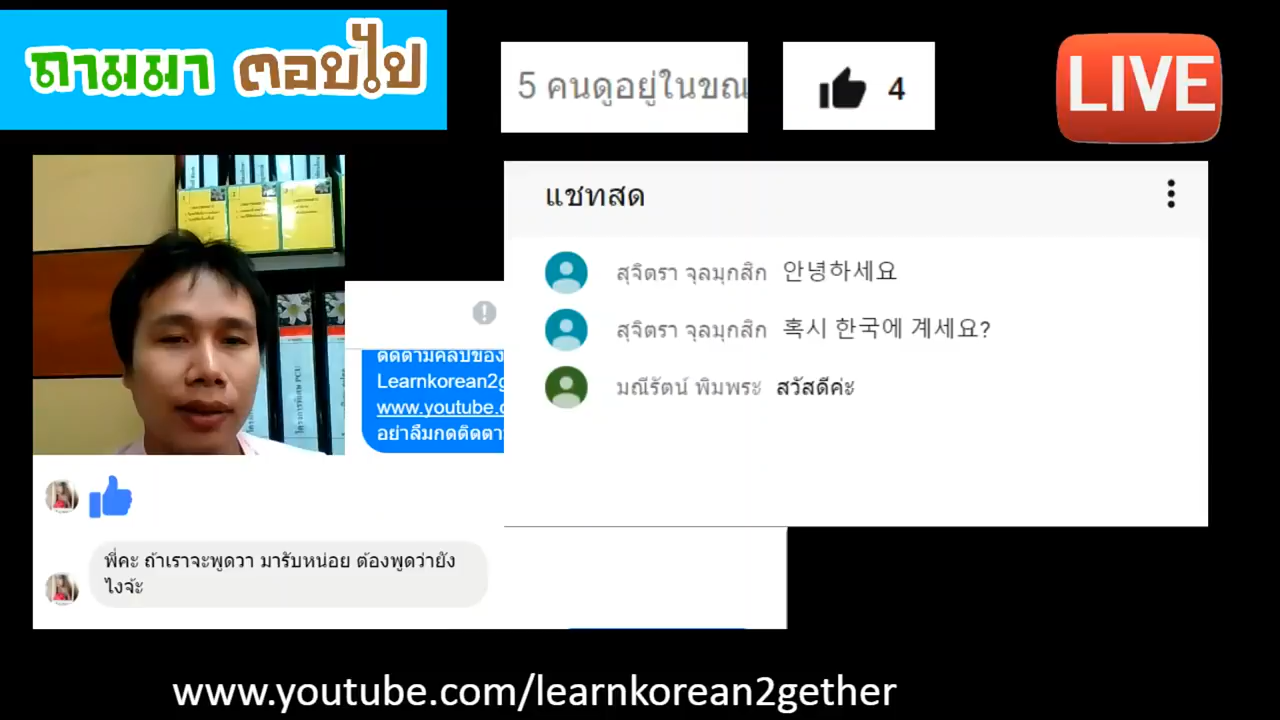 ถามมา ตอบไป
5 คนดูอยู่ในขณ
4
LIVE
แชทสด
สุจิตรา จุลมุกสิก 안녕하세요
สุจิตรา จุลมุกสิก 혹시 한국에 계세요?
มณีรัตน์ พิมพระ สวัสดีค่ะ
ติดตามคลิปของ
Learnkorean2g
www.youtube.c
อย่าลืมกดติดตา
พี่คะ ถ้าเราจะพูดวา มารับหน่อย ต้องพูดว่ายัง
ไงจ้ะ
www.youtube.com/learnkorean2gether